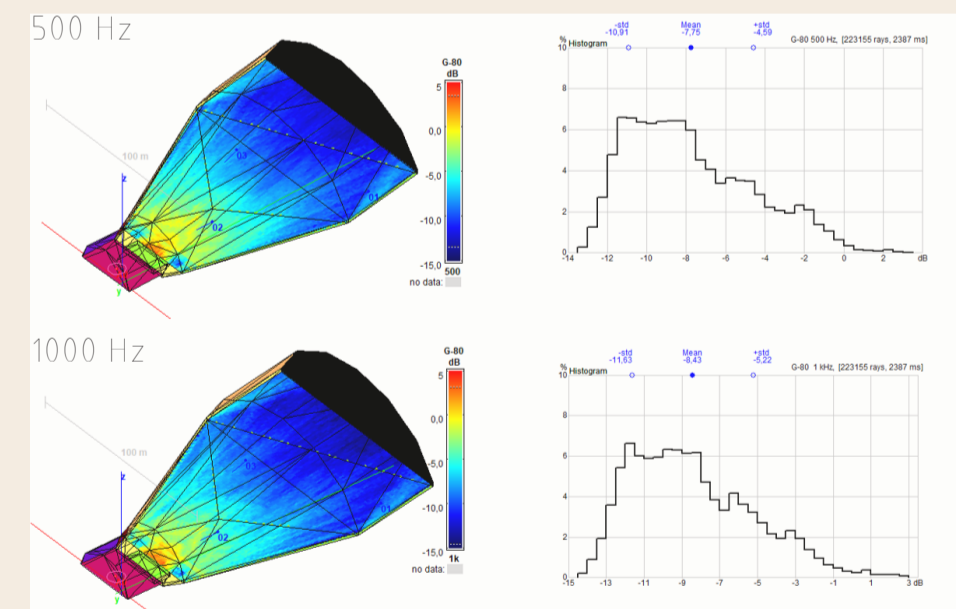 500 Hz
G-80
dB
5
0,0
-5,0
-10,0
-15,0
500
no data:
100 m
z
03
01
02
y
-std
-10,91
Mean
-7,75
+std
-4,59
% Histogram
G-80 500 Hz, [223155 rays, 2387 ms]
10
8
6
4
2
0
-14 -12 -10 -8 -6 -4 -2 0 2 dB
1000 Hz
G-80
dB
5
0,0
-5,0
-10,0
-15,0
1k
no data:
100 m
z
03
01
02
y
-std
-11,63
Mean
-8,43
+std
-5,22
% Histogram
G-80 1 kHz, [223155 rays, 2387 ms]
10
8
6
4
2
0
-15 -13 -11 -9 -7 -5 -3 -1 1 3 dB